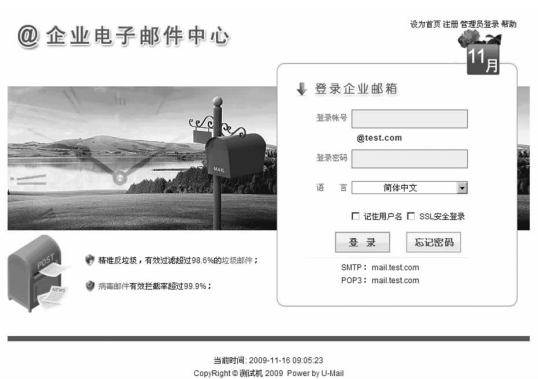 设为首页 注册 管理员登录 帮助
@ 企业电子邮件中心
11月
登录企业邮箱
登录帐号
@test.com
登录密码
语 言 简体中文
记住用户名 SSL安全登录
登 录 忘记密码
SMTP： mail.test.com
POP3： mail.test.com
MAIL
POST
NEWS
精准反垃圾，有效过滤超过98.6%的垃圾邮件；
病毒邮件有效拦截率超过99.9%；
当前时间: 2009-11-16 09:05:23
CopyRight © 测试机 2009 Power by U-Mail